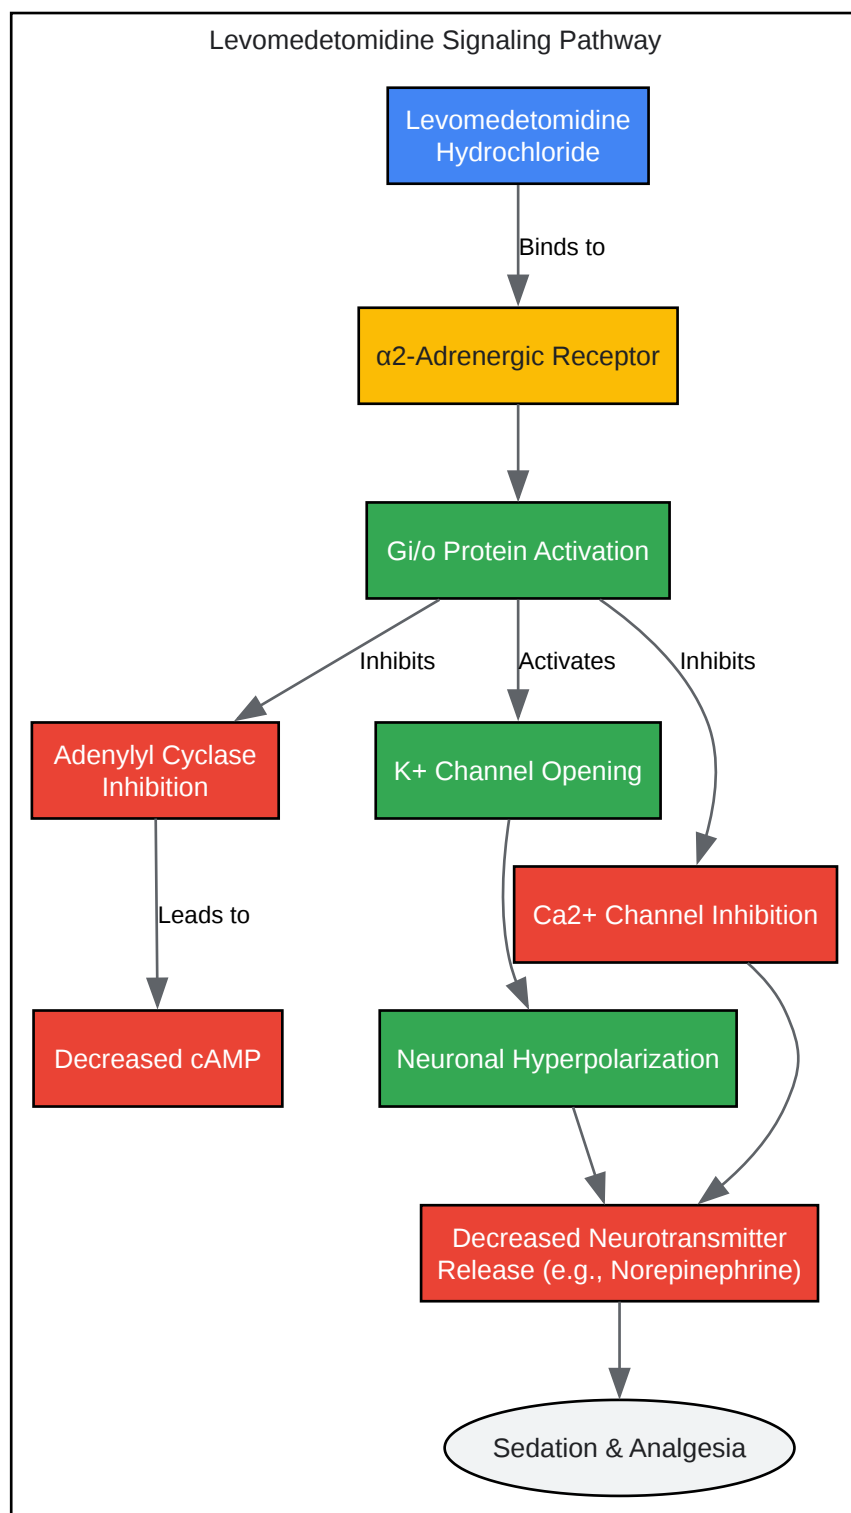 Levomedetomidine Signaling Pathway
Levomedetomidine
Hydrochloride
Binds to
α2-Adrenergic Receptor
Gi/o Protein Activation
Inhibits
Activates
Inhibits
Adenylyl Cyclase
Inhibition
K+ Channel Opening
Leads to
Ca2+ Channel Inhibition
Decreased cAMP
Neuronal Hyperpolarization
Decreased Neurotransmitter
Release (e.g., Norepinephrine)
Sedation & Analgesia